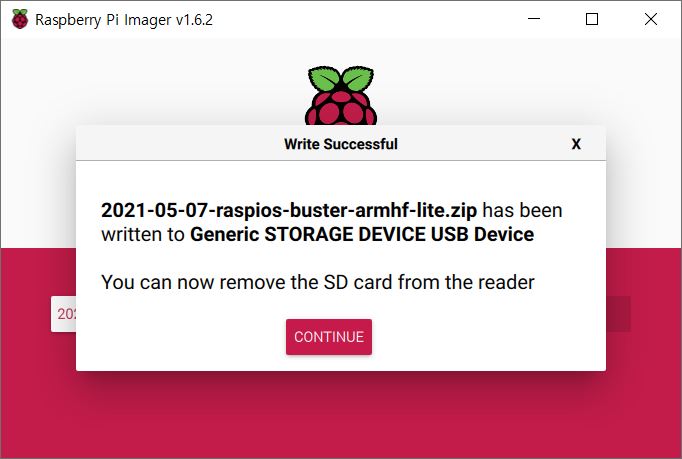 Raspberry Pi Imager v1.6.2
Write Successful
X
2021-05-07-raspios-buster-armhf-lite.zip has been
written to Generic STORAGE DEVICE USB Device
You can now remove the SD card from the reader
CONTINUE